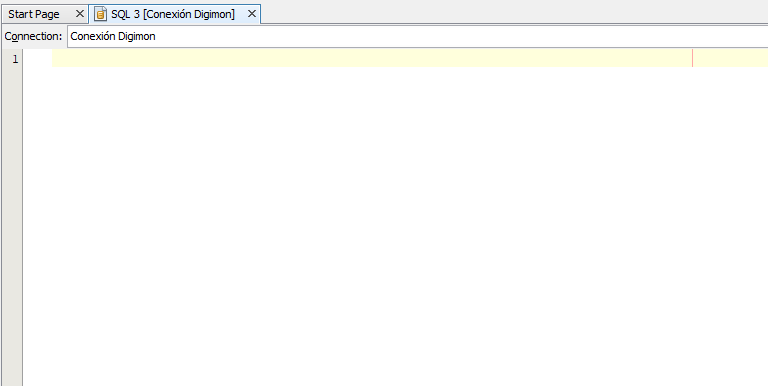 Start Page SQL 3 [Conexión Digimon]
Connection: Conexión Digimon
1